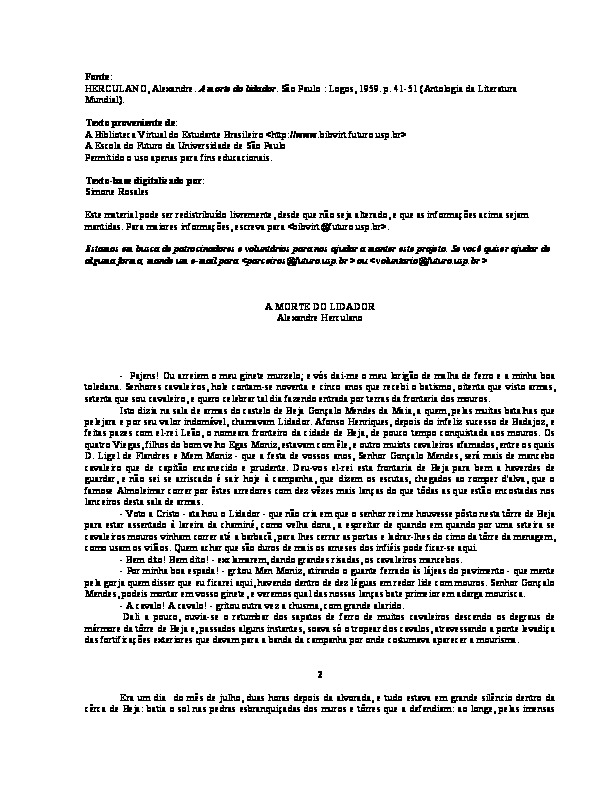 Fonte:
HERCULANO, Alexandre. A morte do lidador. São Paulo : Logos, 1959. p. 41-51 (Antologia da Literatura
Mundial).
Texto proveniente de:
A Biblioteca Virtual do Estudante Brasileiro <http://www.bibvirt.futuro.usp.br>
A Escola do Futuro da Universidade de São Paulo
Permitido o uso apenas para fins educacionais.
Texto-base digitalizado por:
Simone Rosales
Este material pode ser redistribuído livremente, desde que não seja alterado, e que as informações acima sejam
mantidas. Para maiores informações, escreva para <bibvirt@futuro.usp.br>.
Estamos em busca de patrocinadores e voluntários para nos ajudar a manter este projeto. Se você quiser ajudar de
alguma forma, mande um e-mail para <parceiros@futuro.usp.br> ou <voluntario@futuro.usp.br>
A MORTE DO LIDADOR
Alexandre Herculano
- Pajens! Ou arreiem o meu ginete murzelo; e vós dai-me o meu lorigão de malha de ferro e a minha boa
toledana. Senhores cavaleiros, hoje contam-se noventa e cinco anos que recebi o batismo, oitenta que visto armas,
setenta que sou cavaleiro, e quero celebrar tal dia fazendo entrada por terras da frontaria dos mouros.
Isto dizia na sala de armas do castelo de Beja Gonçalo Mendes da Maia, a quem, pelas muitas batalhas que
pelejara e por seu valor indomável, chamavam Lidador. Afonso Henriques, depois do infeliz sucesso de Badajoz, e
feitas pazes com el-rei Leão, o nomeara fronteiro da cidade de Beja, de pouco tempo conquistada aos mouros. Os
quatro Viegas, filhos do bom velho Egas Moniz, estavam com êle, e outro muiots cavaleiros afamados, entre os quais
D. Ligel de Flandres e Mem Moniz - que a festa de vossos anos, Senhor Gonçalo Mendes, será mais de mancebo
cavaleiro que de capitão encanecido e prudente. Deu-vos el-rei esta frontaria de Beja para bem a haverdes de
guardar, e não sei se arriscado é sair hoje à campanha, que dizem os escutas, chegados ao romper d'alva, que o
famoso Almoleimar correr por êstes arredores com dez vêzes mais lanças do que tôdas as que estão encostadas nos
lanceiros desta sala de armas.
- Voto a Cristo - atalhou o Lidador - que não cria em que o senhor rei me houvesse pôsto nesta tôrre de Beja
para estar assentado à lareira da chaminé, como velha dona, a espreitar de quando em quando por uma seteira se
cavaleiros mouros vinham correr até a barbacã, para lhes cerrar as portas e ladrar-lhes do cimo da tôrre da menagem,
como usam os vilãos. Quem achar que são duros de mais os arneses dos infiéis pode ficar-se aqui.
- Bem dito! Bem dito! - exclamarem, dando grandes risadas, os cavaleiros mancebos.
- Por minha boa espada! - gritou Men Moniz, atirando o guante ferrado às lájeas do pavimento - que mente
pela gorja quem disser que eu ficarei aqui, havendo dentro de dez léguas em redor lide com mouros. Senhor Gonçalo
Mendes, podeis montar em vosso ginete, e veremos qual das nossas lanças bate primeiro em adarga mourisca.
- A cavalo! A cavalo! - gritou outra vez a chusma, com grande alarido.
Dali a pouco, ouvia-se o retumbar dos sapatos de ferro de muitos cavaleiros descendo os degraus de
mármore da tôrre de Beja e, passados alguns instantes, soava só o tropear dos cavalos, atravessando a ponte levadiça
das fortificações exteriores que davam para a banda da campanha por onde costumava aparecer a mourisma.
2
Era um dia do mês de julho, duas horas depois da alvorada, e tudo estava em grande silêncio dentro da
cêrca de Beja: batia o sol nas pedras esbranquiçadas dos muros e tôrres que a defendiam: ao longe, pelas imensas